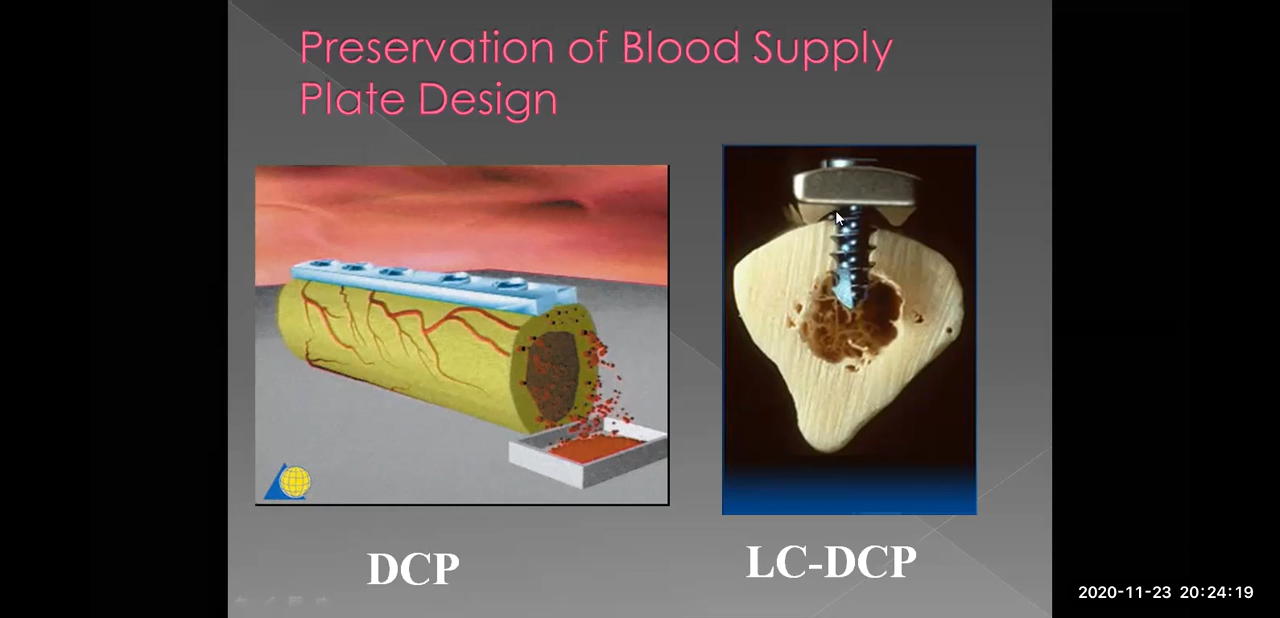 Preservation of Blood Supply
Plate Design
DCP
LC-DCP
2020-11-23 20:24:19